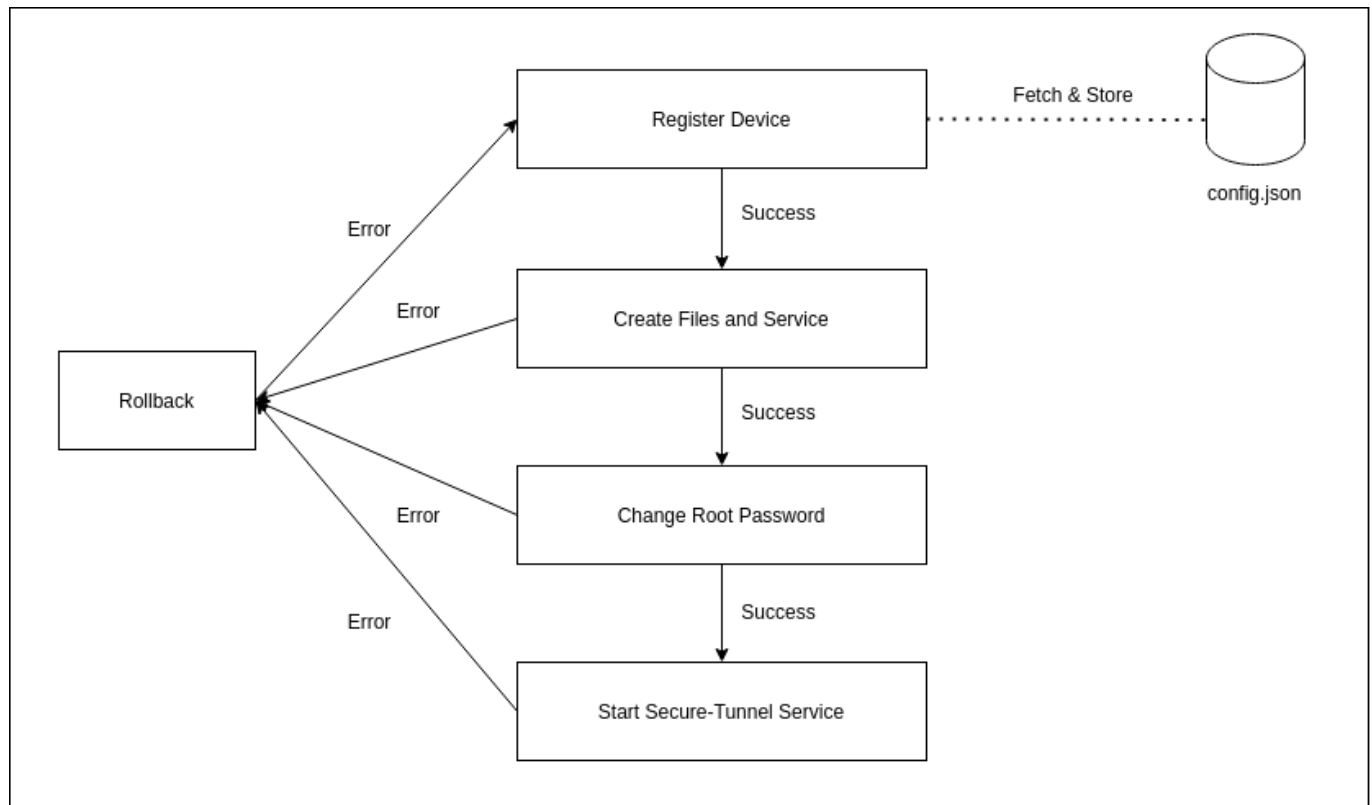 Fetch & Store
Register Device
config.json
Success
Error
Error
Create Files and Service
Rollback
Success
Error
Change Root Password
Success
Error
Start Secure-Tunnel Service